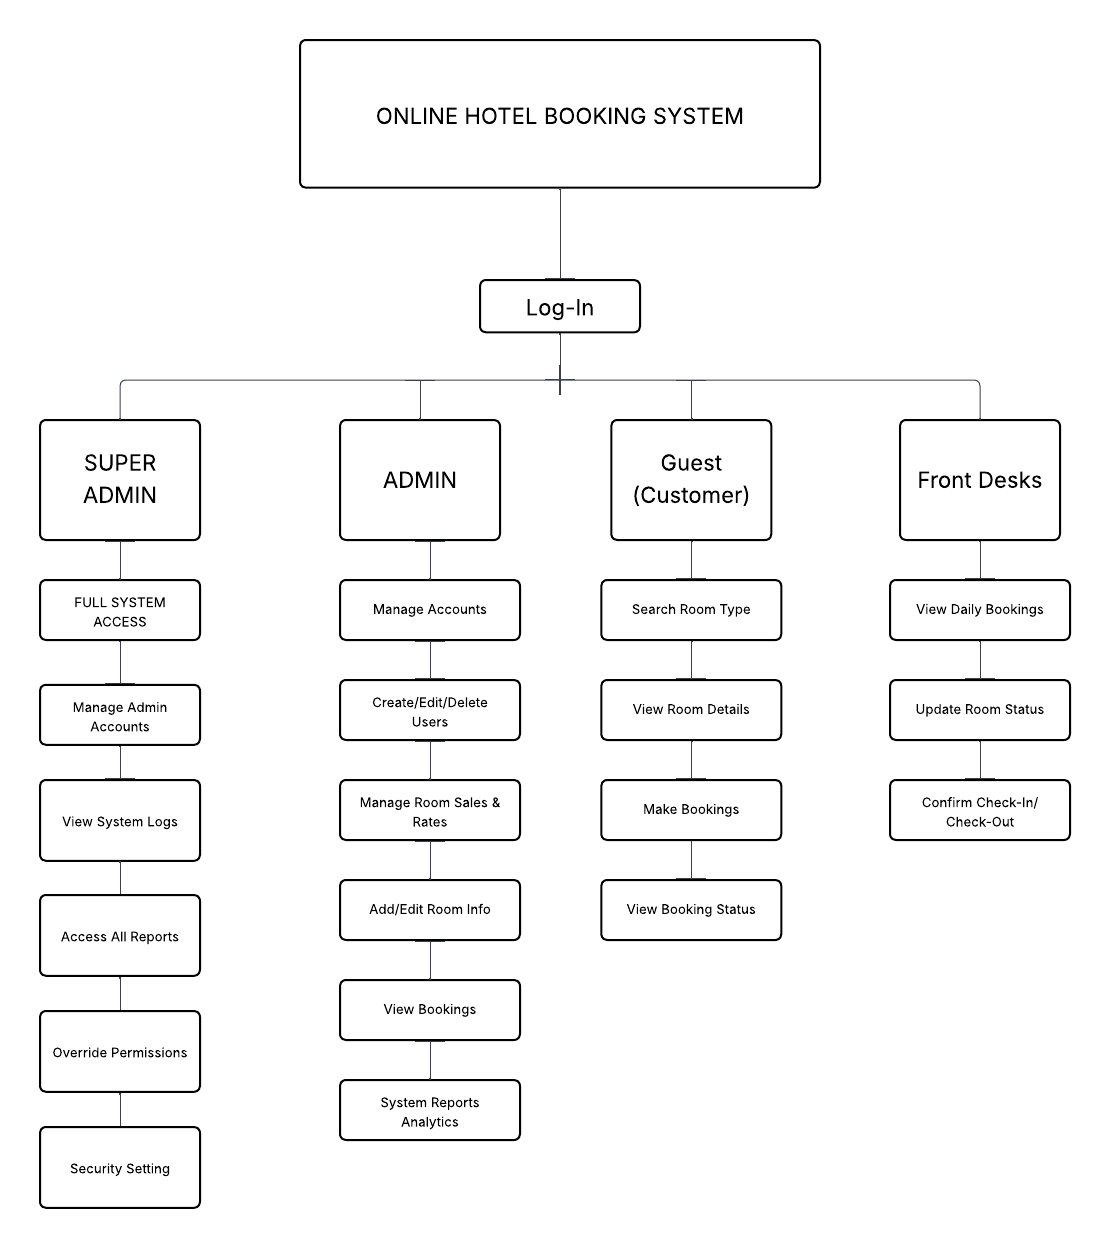 ONLINE HOTEL BOOKING SYSTEM
Log-In
SUPER
ADMIN
FULL SYSTEM
ACCESS
Manage Admin
Accounts
View System Logs
Access All Reports
Override Permissions
Security Setting
ADMIN
Manage Accounts
Create/Edit/Delete
Users
Manage Room Sales &
Rates
Add/Edit Room Info
View Bookings
System Reports
Analytics
Guest
(Customer)
Search Room Type
View Room Details
Make Bookings
View Booking Status
Front Desks
View Daily Bookings
Update Room Status
Confirm Check-In/
Check-Out